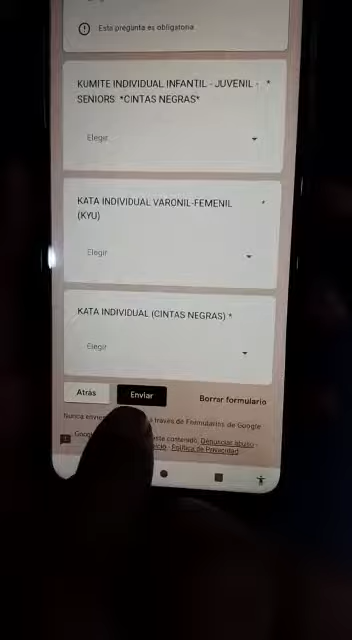 Esta pregunta es obligatoria
KUMITE INDIVIDUAL INFANTIL - JUVENIL - *
SENIORS *CINTAS NEGRAS*
Elegir
KATA INDIVIDUAL VARONIL-FEMENIL *
(KYU)
Elegir
KATA INDIVIDUAL (CINTAS NEGRAS) *
Elegir
Atrás
Enviar
Borrar formulario
Nunca a través de Formularios de Google
este contenido. Denunciar abuso -
Política de Privacidad